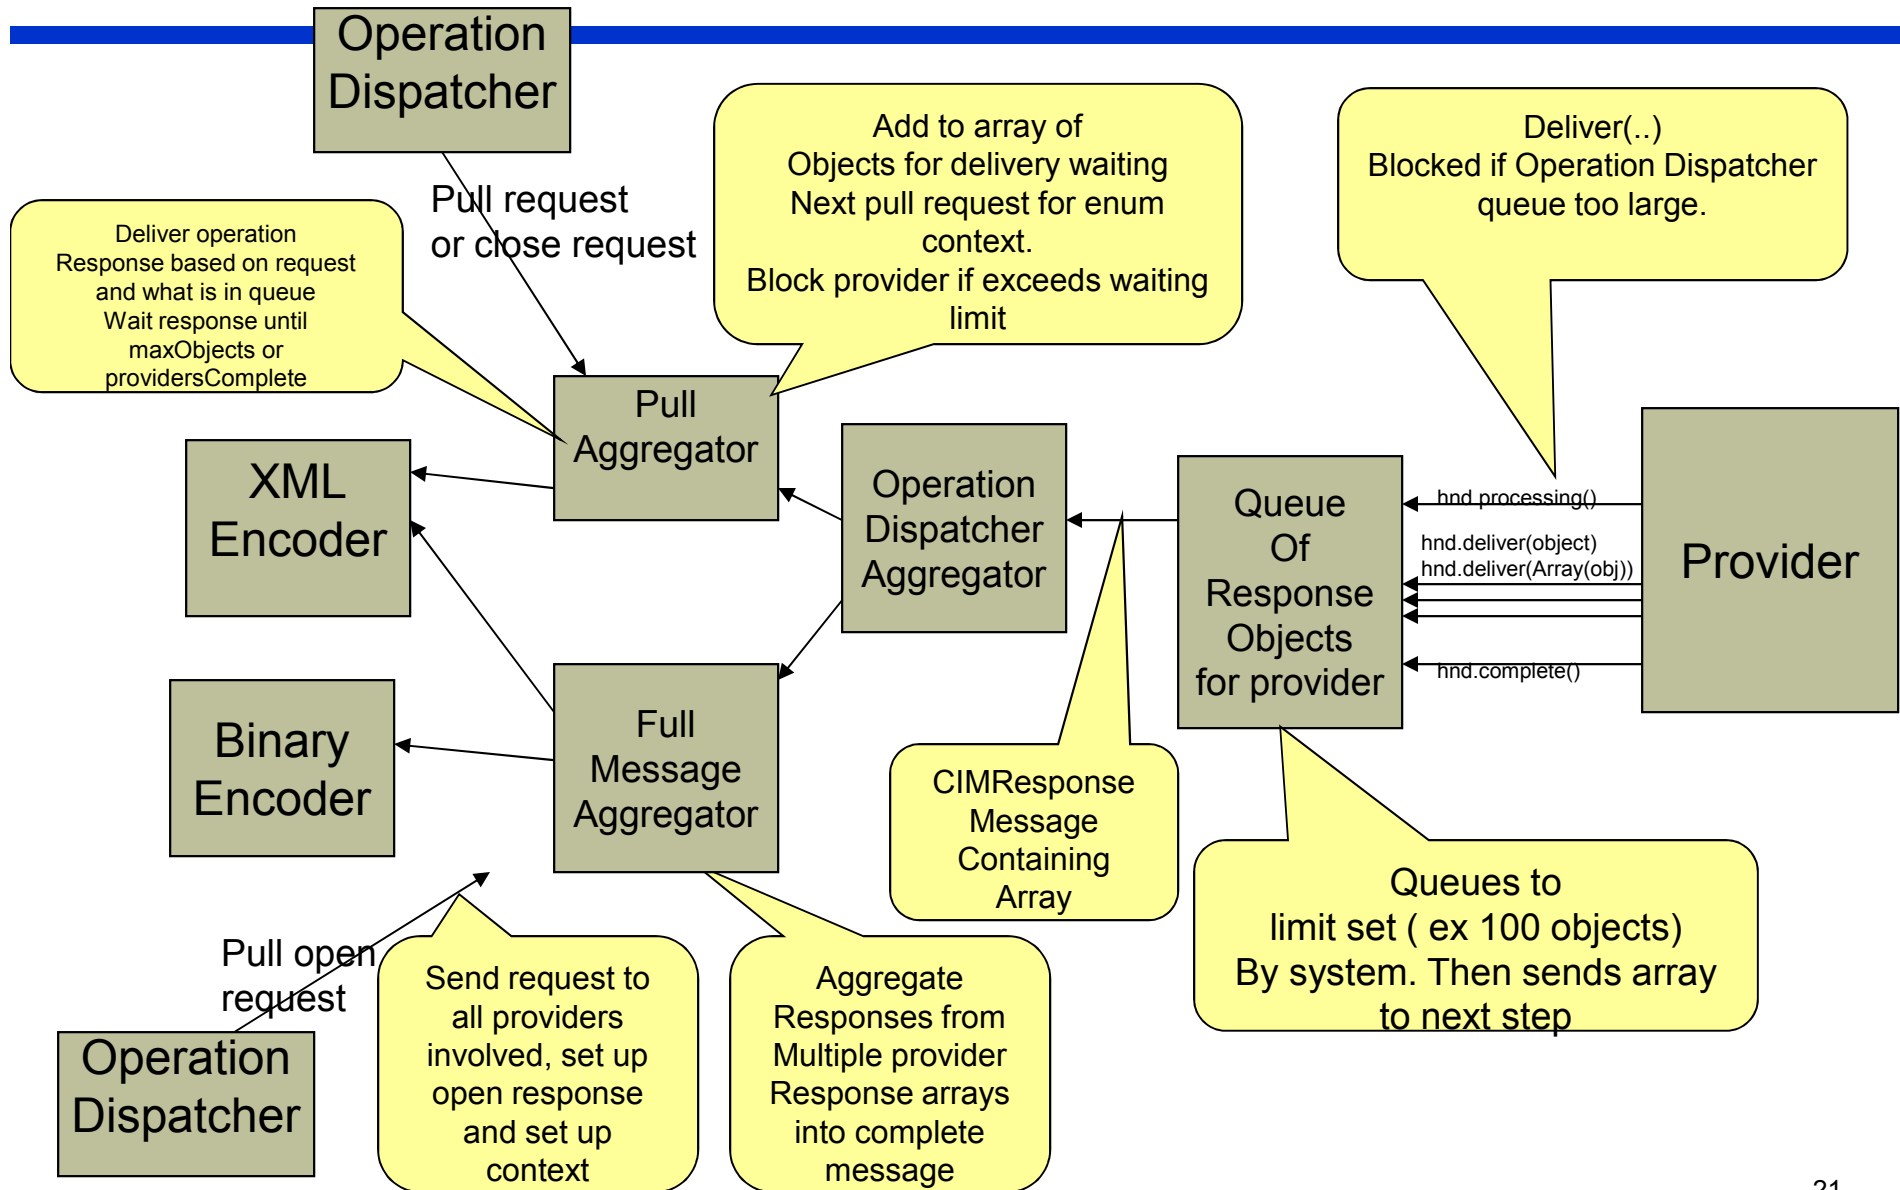 Operation
Dispatcher
Pull request
or close request
Add to array of
Objects for delivery waiting
Next pull request for enum
context.
Block provider if exceeds waiting
limit
Deliver(..)
Blocked if Operation Dispatcher
queue too large.
Deliver operation
Response based on request
and what is in queue
Wait response until
maxObjects or
providersComplete
Pull
Aggregator
XML
Encoder
Operation
Dispatcher
Aggregator
Queue
Of
Response
Objects
for provider
hnd.processing()
hnd.deliver(object)
hnd.deliver(Array(obj))
hnd.complete()
Provider
Binary
Encoder
Full
Message
Aggregator
CIMResponse
Message
Containing
Array
Queues to
limit set ( ex 100 objects)
By system. Then sends array
to next step
Pull open
request
Operation
Dispatcher
Send request to
all providers
involved, set up
open response
and set up
context
Aggregate
Responses from
Multiple provider
Response arrays
into complete
message
21